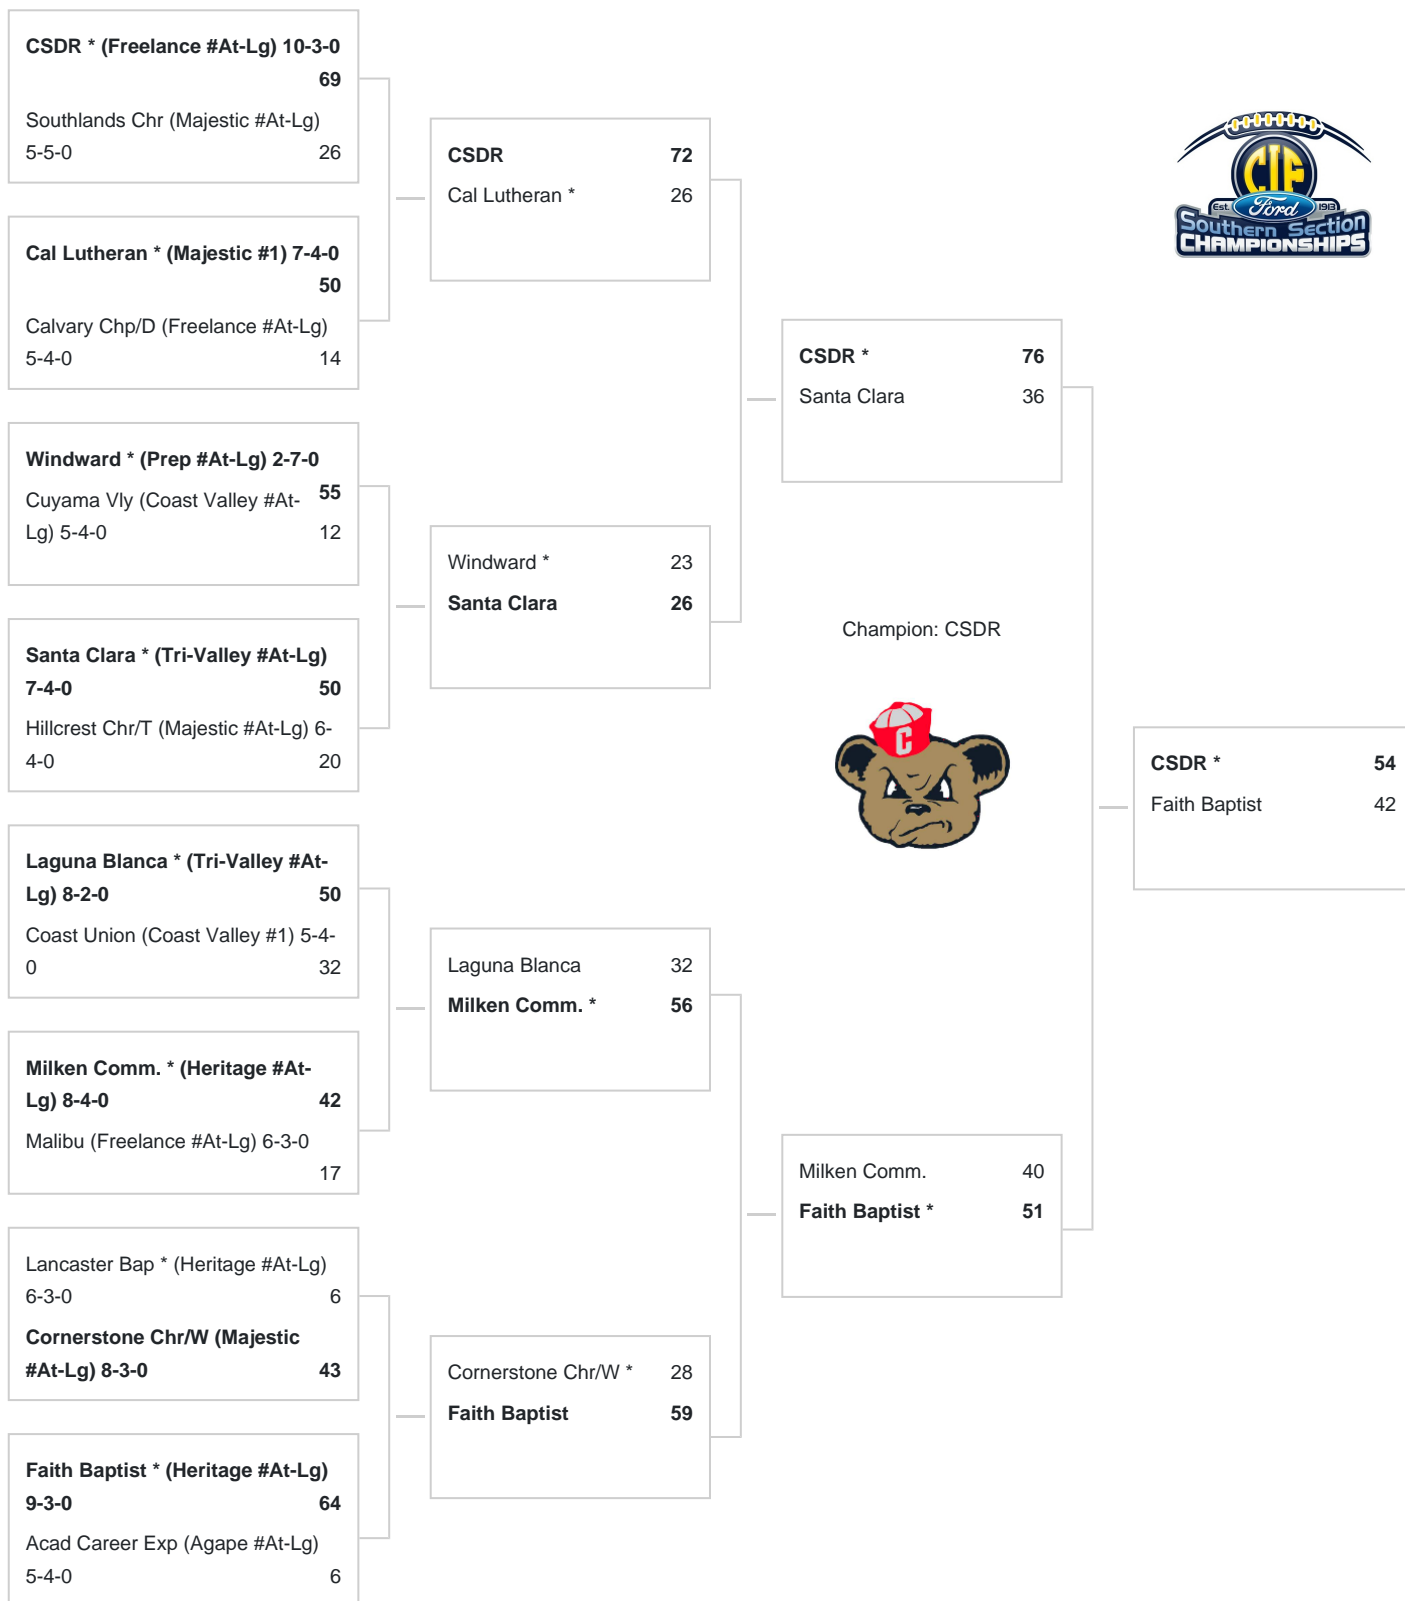 CSDR * (Freelance #At-Lg) 10-3-0
69
Southlands Chr (Majestic #At-Lg)
5-5-0 26
Cal Lutheran * (Majestic #1) 7-4-0
50
Calvary Chp/D (Freelance #At-Lg)
5-4-0 14
Windward * (Prep #At-Lg) 2-7-0
55
Cuyama Vly (Coast Valley #At-
Lg) 5-4-0 12
Santa Clara * (Tri-Valley #At-Lg)
7-4-0 50
Hillcrest Chr/T (Majestic #At-Lg) 6-
4-0 20
Laguna Blanca * (Tri-Valley #At-
Lg) 8-2-0 50
Coast Union (Coast Valley #1) 5-4-
0 32
Milken Comm. * (Heritage #At-
Lg) 8-4-0 42
Malibu (Freelance #At-Lg) 6-3-0
17
Lancaster Bap * (Heritage #At-Lg)
6-3-0 6
Cornerstone Chr/W (Majestic
#At-Lg) 8-3-0 43
Faith Baptist * (Heritage #At-Lg)
9-3-0 64
Acad Career Exp (Agape #At-Lg)
5-4-0 6
CSDR 72
Cal Lutheran * 26
Windward * 23
Santa Clara 26
Laguna Blanca 32
Milken Comm. * 56
Cornerstone Chr/W * 28
Faith Baptist 59
CSDR * 76
Santa Clara 36
Milken Comm. 40
Faith Baptist * 51
CIF
Est. Ford 1913
Southern Section
CHAMPIONSHIPS
Champion: CSDR
C
CSDR * 54
Faith Baptist 42